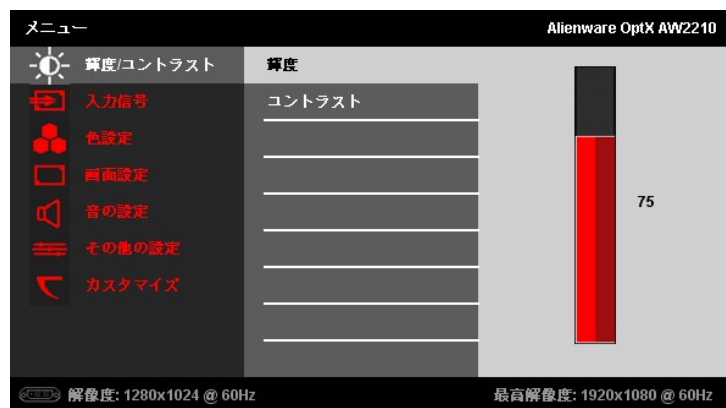 メニュー Alienware OptX AW2210
輝度/コントラスト 輝度
入力信号 コントラスト
色設定
画面設定
音の設定 75
その他の設定
カスタマイズ
解像度: 1280x1024 @ 60Hz 最高解像度: 1920x1080 @ 60Hz